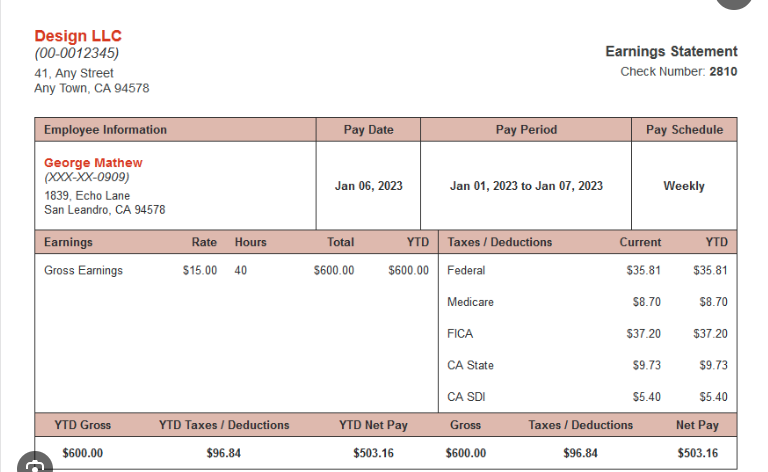 Design LLC
(00-0012345)
41, Any Street
Any Town, CA 94578
Earnings Statement
Check Number: 2810
Employee Information Pay Date Pay Period Pay Schedule
George Mathew
(XXX-XX-0909)
1839, Echo Lane
San Leandro, CA 94578
Jan 06, 2023 Jan 01, 2023 to Jan 07, 2023 Weekly
Earnings Rate Hours Total YTD Taxes / Deductions Current YTD
Gross Earnings $15.00 40 $600.00 $600.00 Federal $35.81 $35.81
Medicare $8.70 $8.70
FICA $37.20 $37.20
CA State $9.73 $9.73
CA SDI $5.40 $5.40
YTD Gross YTD Taxes / Deductions YTD Net Pay Gross Taxes / Deductions Net Pay
$600.00 $96.84 $503.16 $600.00 $96.84 $503.16